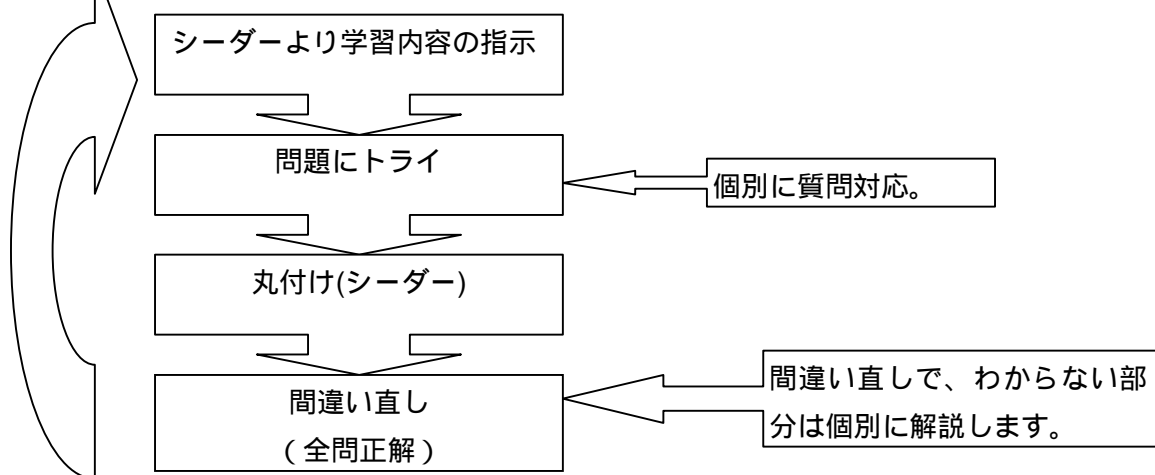 シーダーより学習内容の指示
問題にトライ
個別に質問対応。
丸付け(シーダー)
間違い直し
（全問正解）
間違い直しで、わからない部
分は個別に解説します。